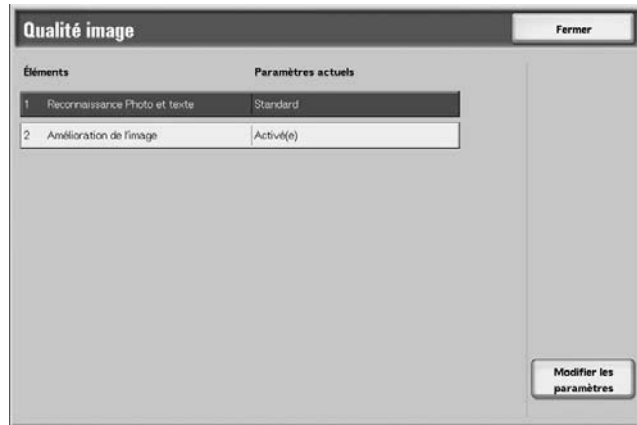 Qualité image
Fermer
Éléments Paramètres actuels
1 Reconnaissance Photo et texte Standard
2 Amélioration de l'image Activé(e)
Modifier les
paramètres